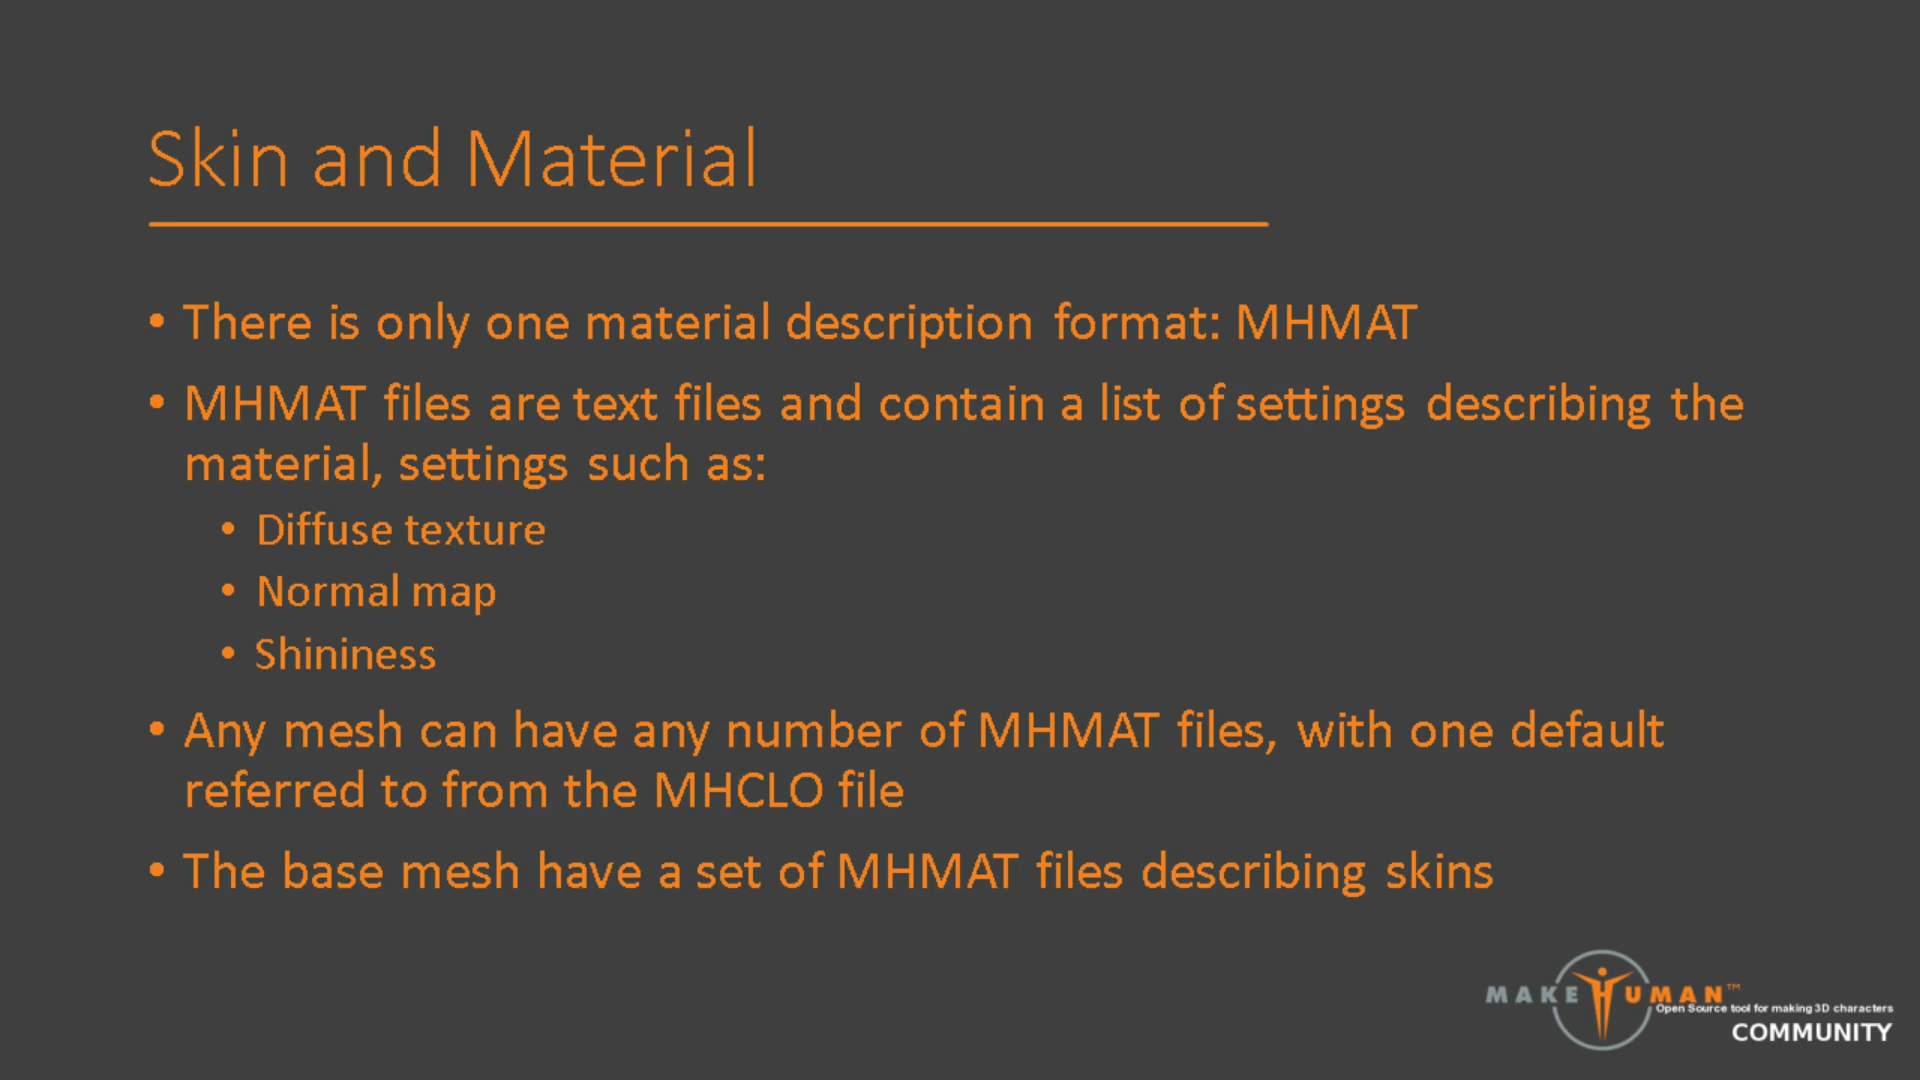 Skin and Material
• There is only one material description format: MHMAT
• MHMAT files are text files and contain a list of settings describing the
material, settings such as:
• Diffuse texture
• Normal map
• Shininess
• Any mesh can have any number of MHMAT files, with one default
referred to from the MHCLO file
• The base mesh have a set of MHMAT files describing skins
MAKEHUMAN™
Open Source tool for making 3D characters
COMMUNITY